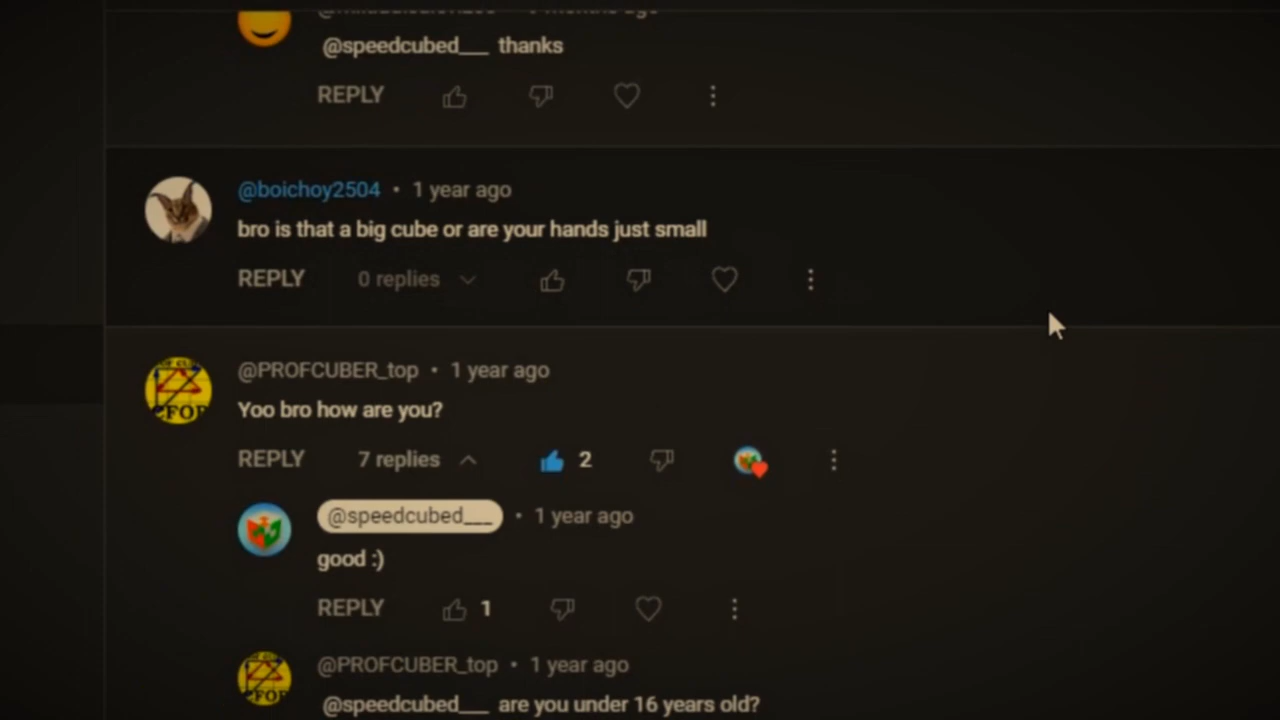 @speedcubed___ thanks
REPLY
@boichoy2504 • 1 year ago
bro is that a big cube or are your hands just small
REPLY 0 replies
@PROFCUBER_top • 1 year ago
Yoo bro how are you?
REPLY 7 replies 2
@speedcubed___ • 1 year ago
good :)
REPLY 1
@PROFCUBER_top • 1 year ago
@speedcubed___ are you under 16 years old?